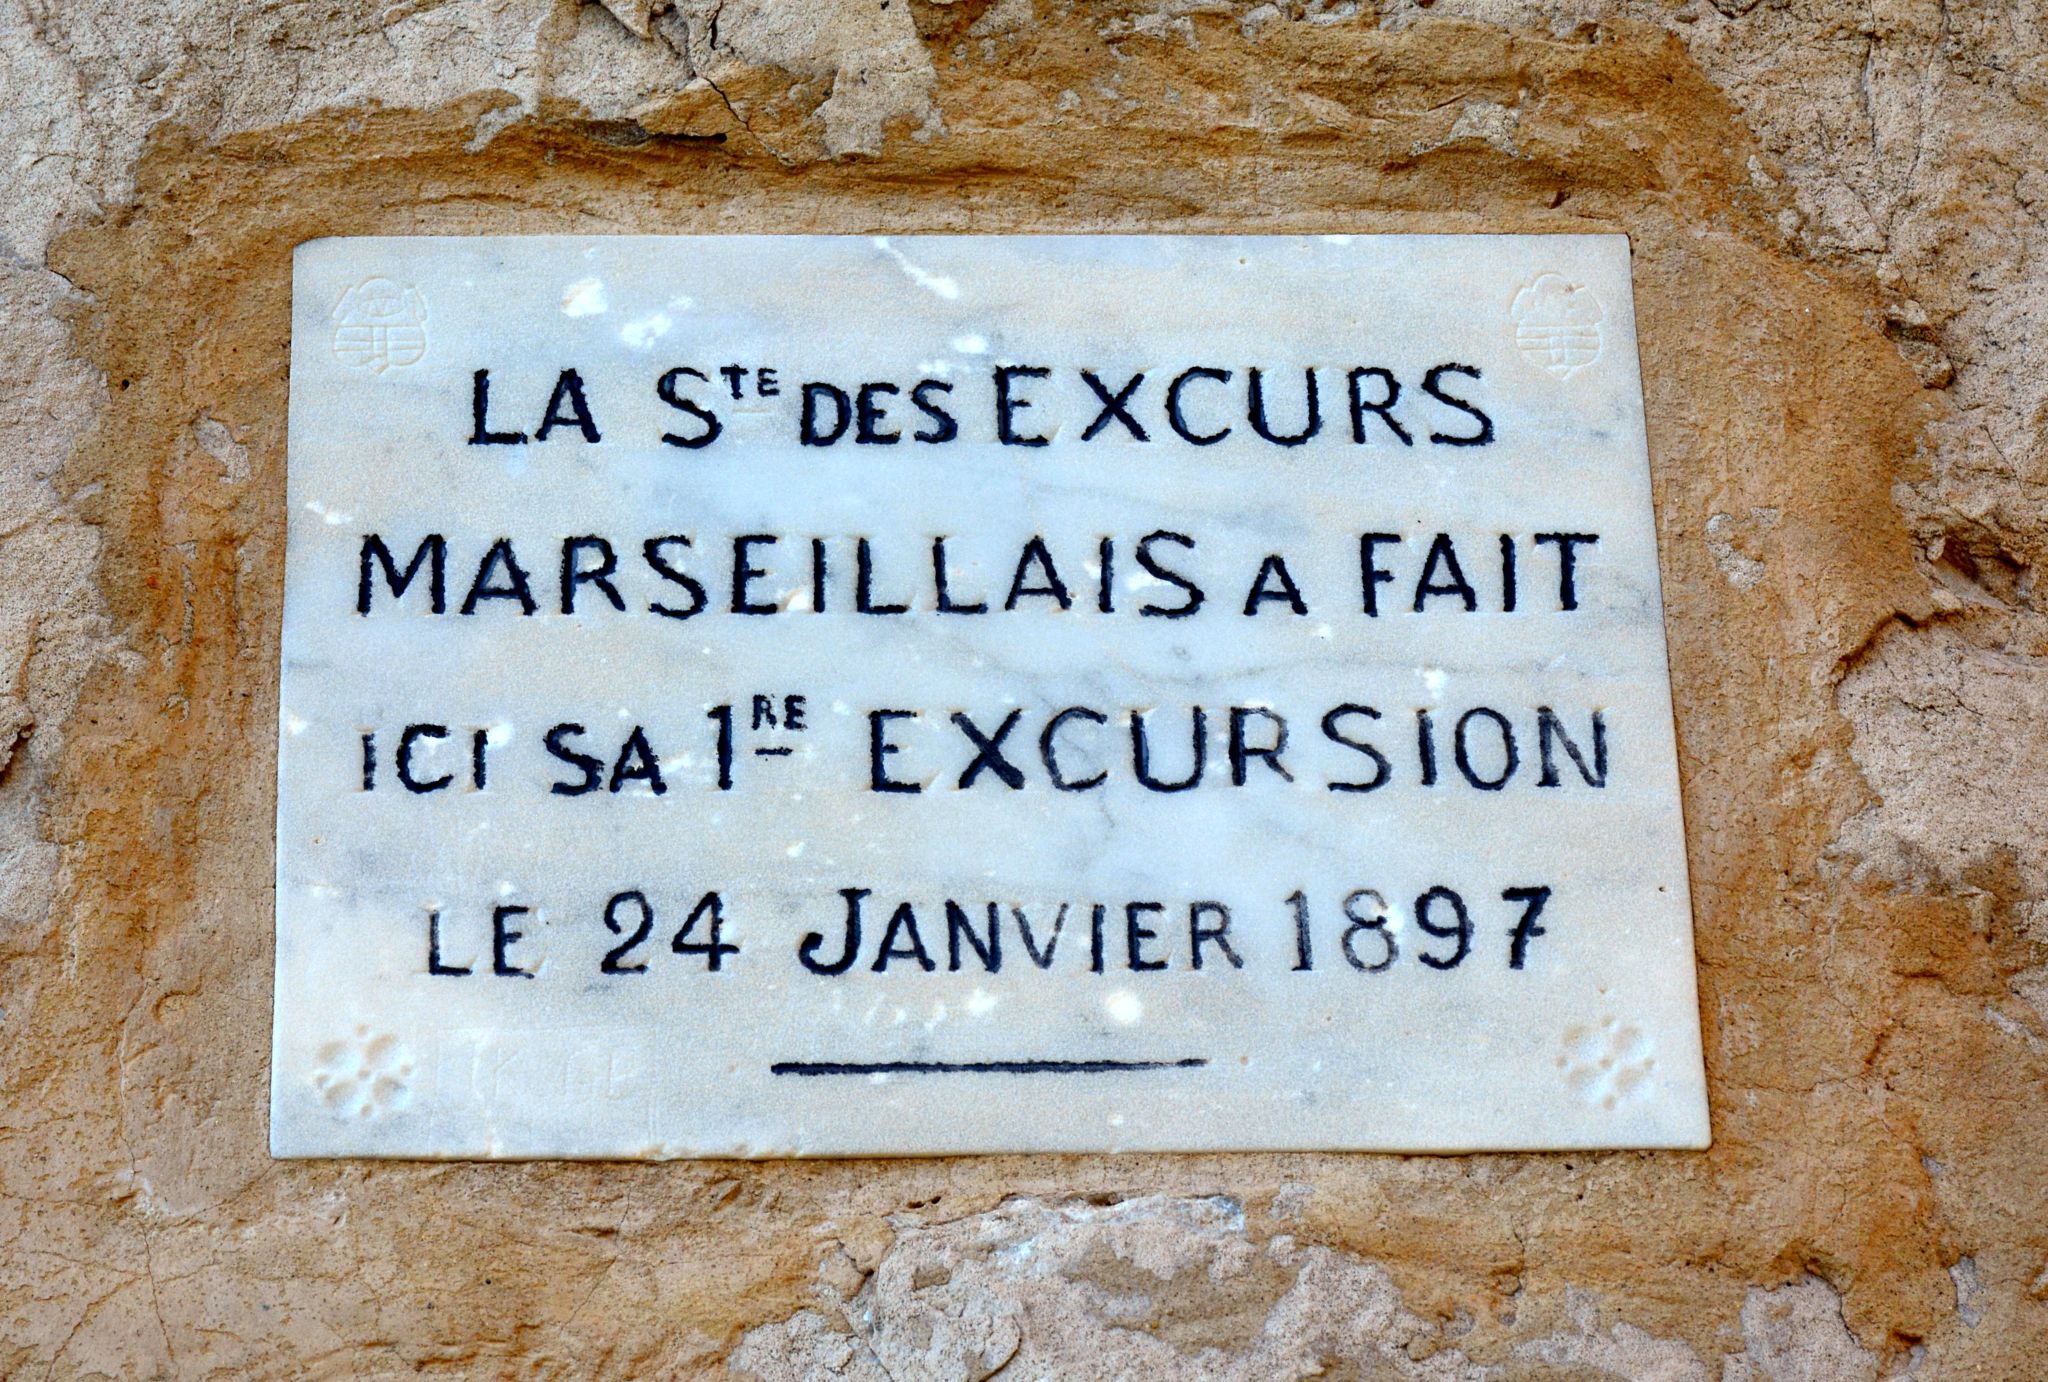 LA STE DES EXCURS
MARSEILLAIS A FAIT
ICI SA 1RE EXCURSION
LE 24 JANVIER 1897